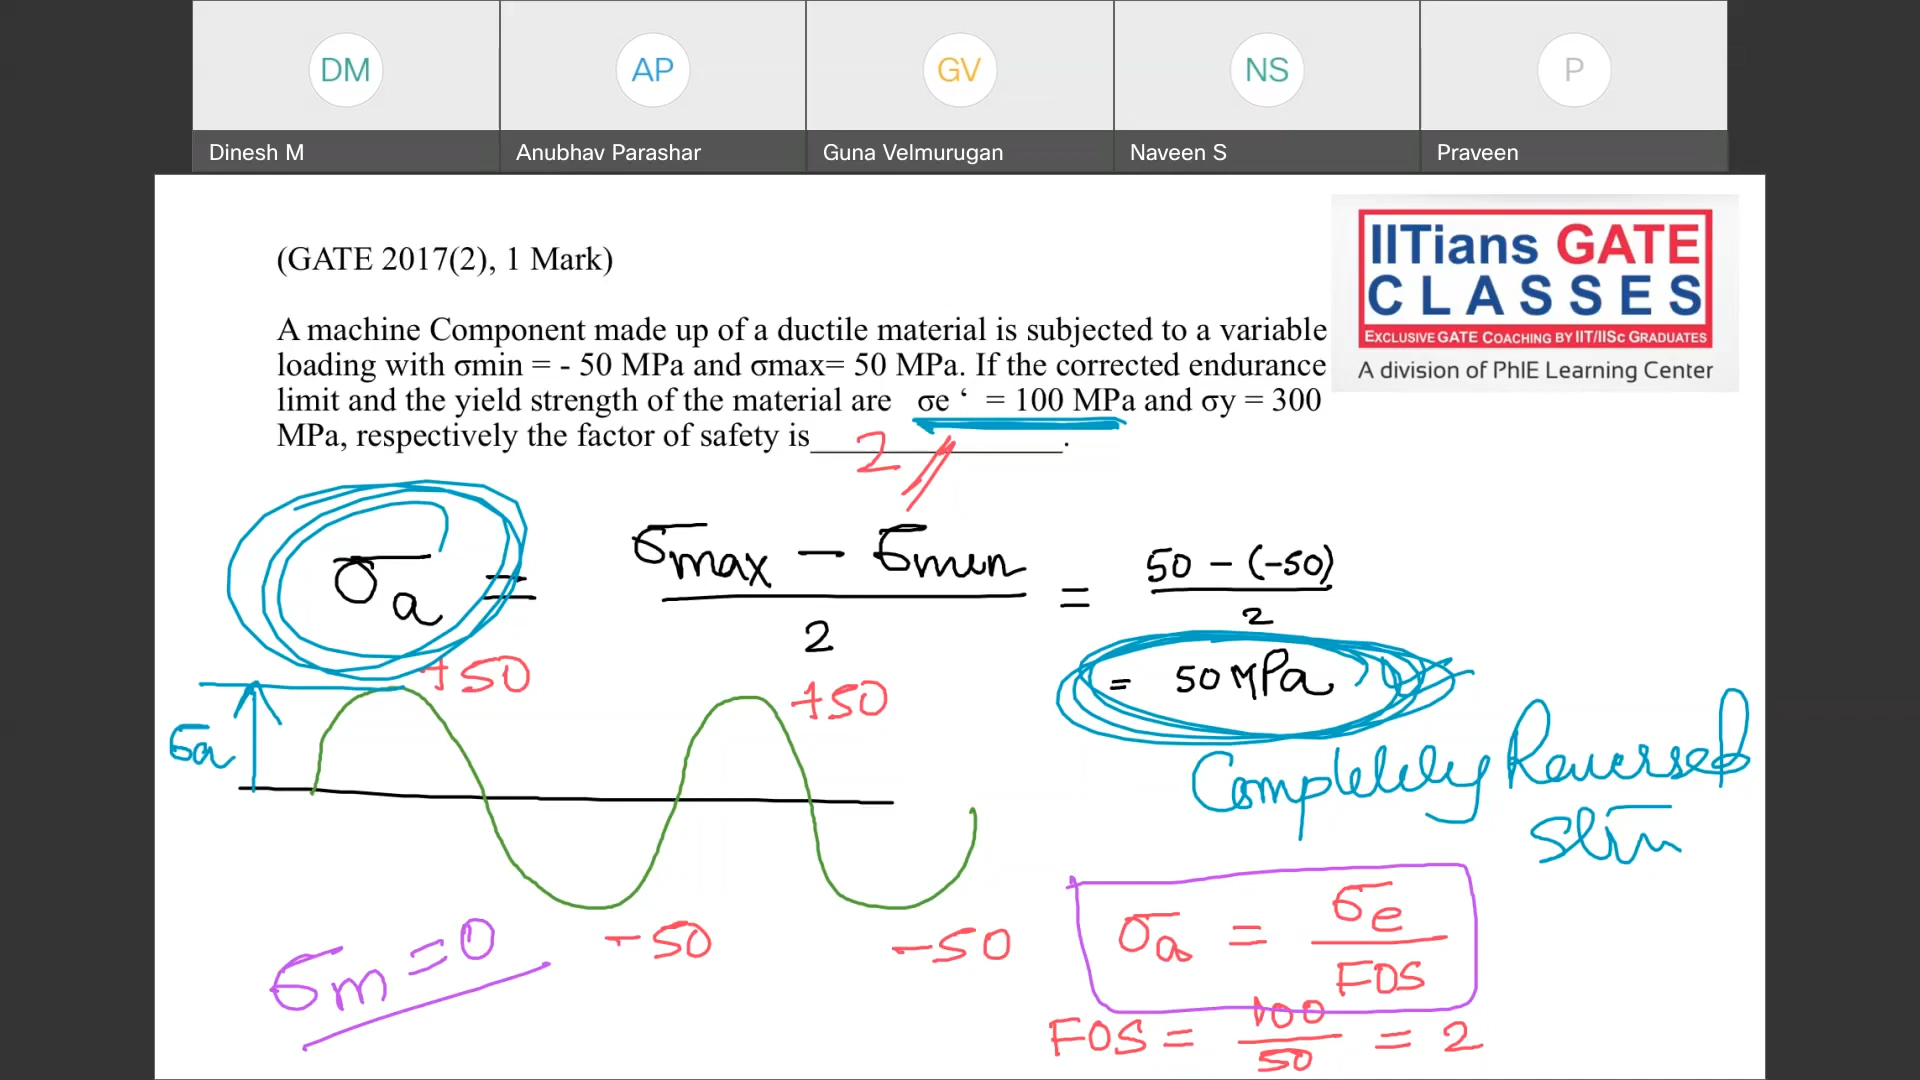 DM
AP
GV
NS
P
Dinesh M
Anubhav Parashar
Guna Velmurugan
Naveen S
Praveen
IITians GATE
CLASSES
EXCLUSIVE GATE COACHING BY IIT/IISc GRADUATES
A division of PhIE Learning Center
(GATE 2017(2), 1 Mark)
A machine Component made up of a ductile material is subjected to a variable
loading with σmin = - 50 MPa and σmax= 50 MPa. If the corrected endurance
limit and the yield strength of the material are σe ‘ = 100 MPa and σy = 300
MPa, respectively the factor of safety is 2 .
σa = (σmax - σmin) / 2 = (50 - (-50)) / 2
= 50 MPa
+50
+50
σa
Completely Reversed
-50
-50
σm = 0
σa = σe / FOS
FOS = 100 / 50 = 2